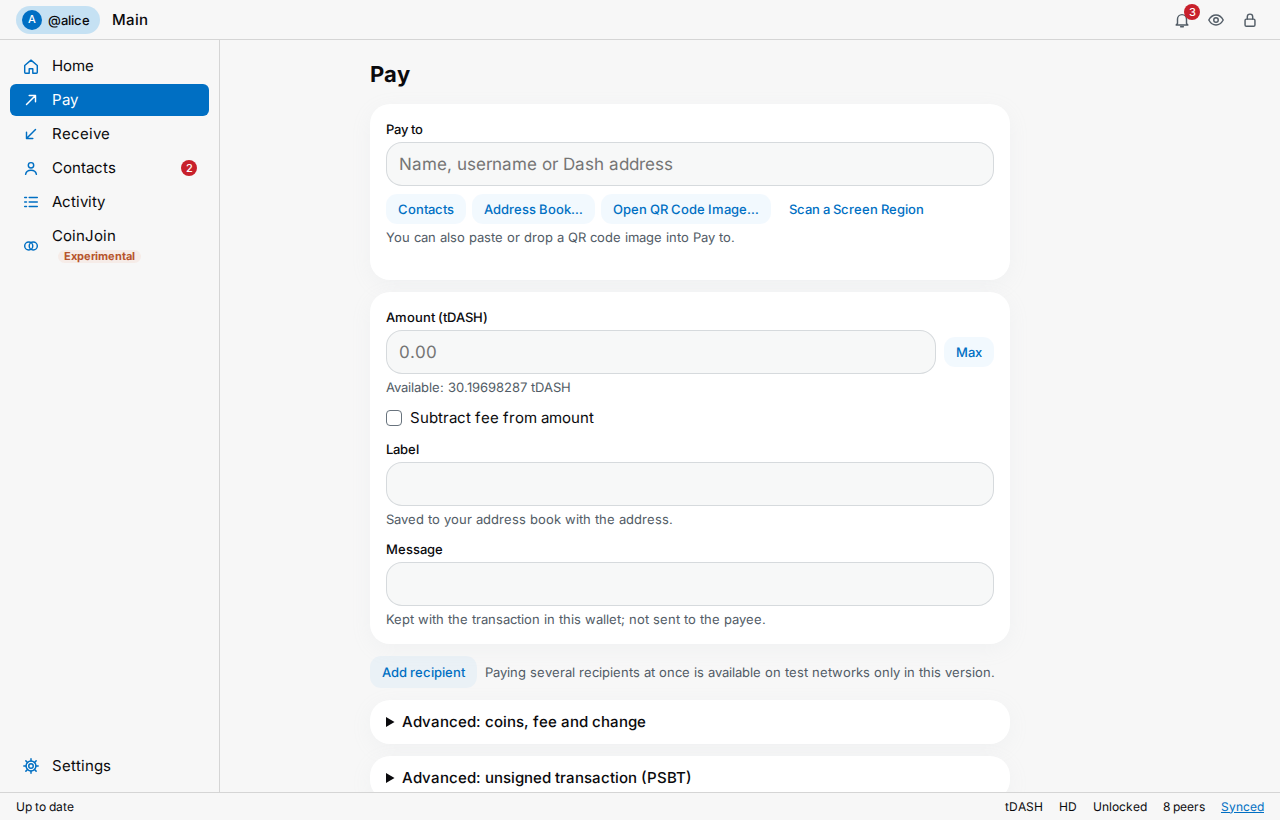 A @alice Main 3
Home
Pay
Receive
Contacts 2
Activity
CoinJoin
Experimental
Settings
Pay
Pay to
Name, username or Dash address
Contacts Address Book... Open QR Code Image... Scan a Screen Region
You can also paste or drop a QR code image into Pay to.
Amount (tDASH)
0.00 Max
Available: 30.19698287 tDASH
Subtract fee from amount
Label
Saved to your address book with the address.
Message
Kept with the transaction in this wallet; not sent to the payee.
Add recipient Paying several recipients at once is available on test networks only in this version.
Advanced: coins, fee and change
Advanced: unsigned transaction (PSBT)
Up to date tDASH HD Unlocked 8 peers Synced